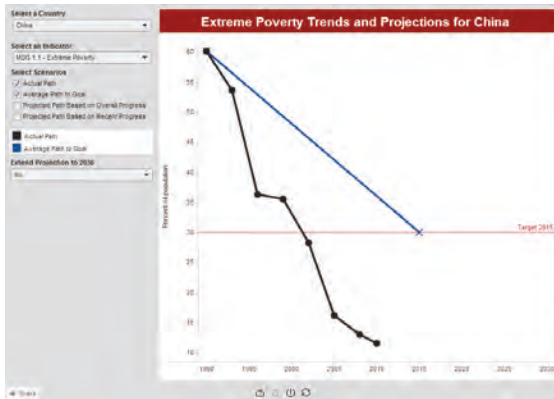 Select a Country
China
Select an Indicator
MDG 1.1 - Extreme Poverty
Select Scenarios
Actual Path
Average Path to Goal
Projected Path Based on Overall Progress
Projected Path Based on Recent Progress
Actual Path
Average Path to Goal
Extend Projection to 2030
No
Extreme Poverty Trends and Projections for China
Percent of population
60
55
50
45
40
35
30
25
20
15
10
Target 2015
1990
1995
2000
2005
2010
2015
2020
2025
2030
Share